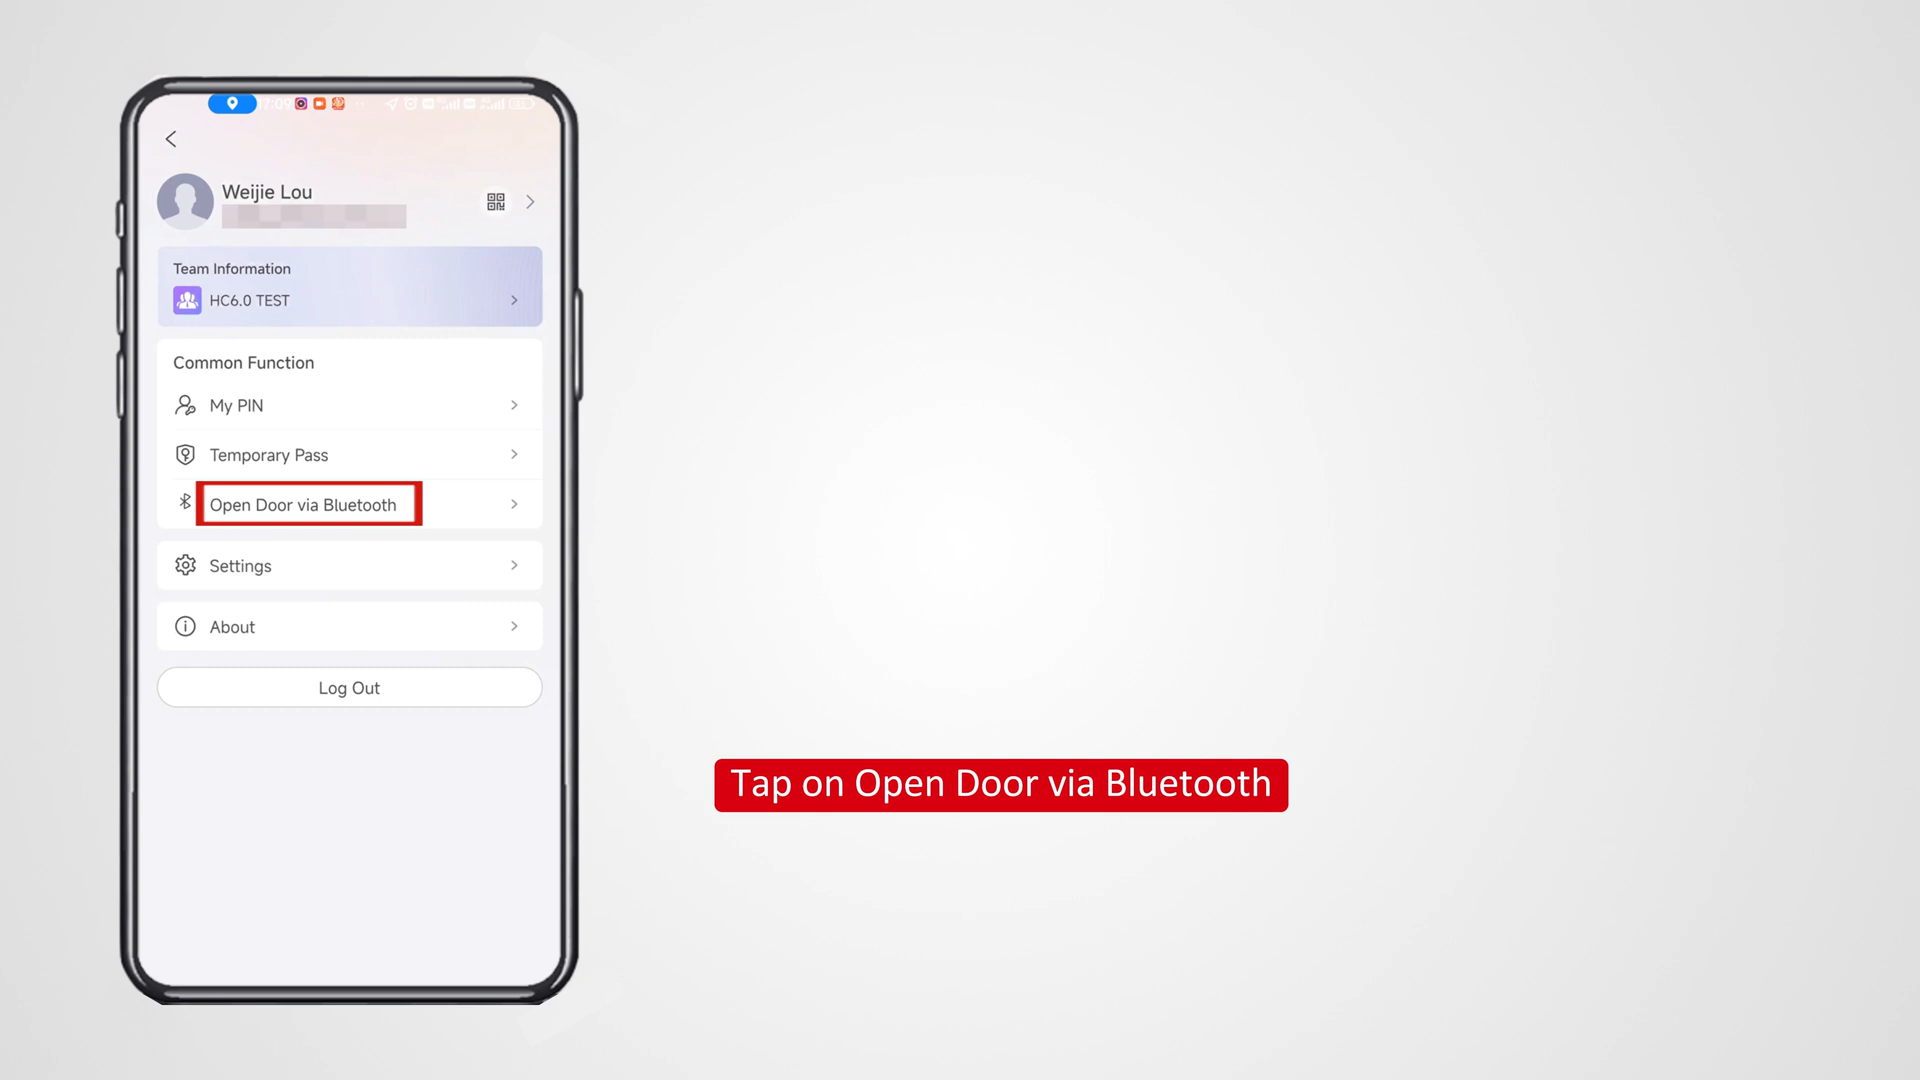 Weijie Lou
Team Information
HC6.0 TEST
Common Function
My PIN
Temporary Pass
Open Door via Bluetooth
Settings
About
Log Out
Tap on Open Door via Bluetooth